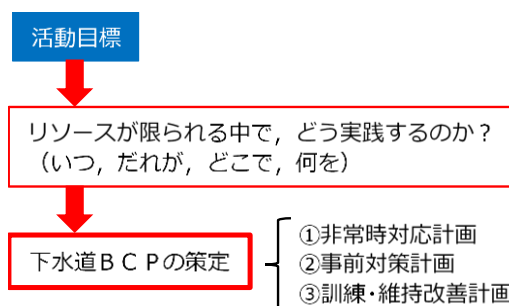 活動目標
リソースが限られる中で，どう実践するのか？
（いつ，だれが，どこで，何を）
下水道ＢＣＰの策定
①非常時対応計画
②事前対策計画
③訓練・維持改善計画